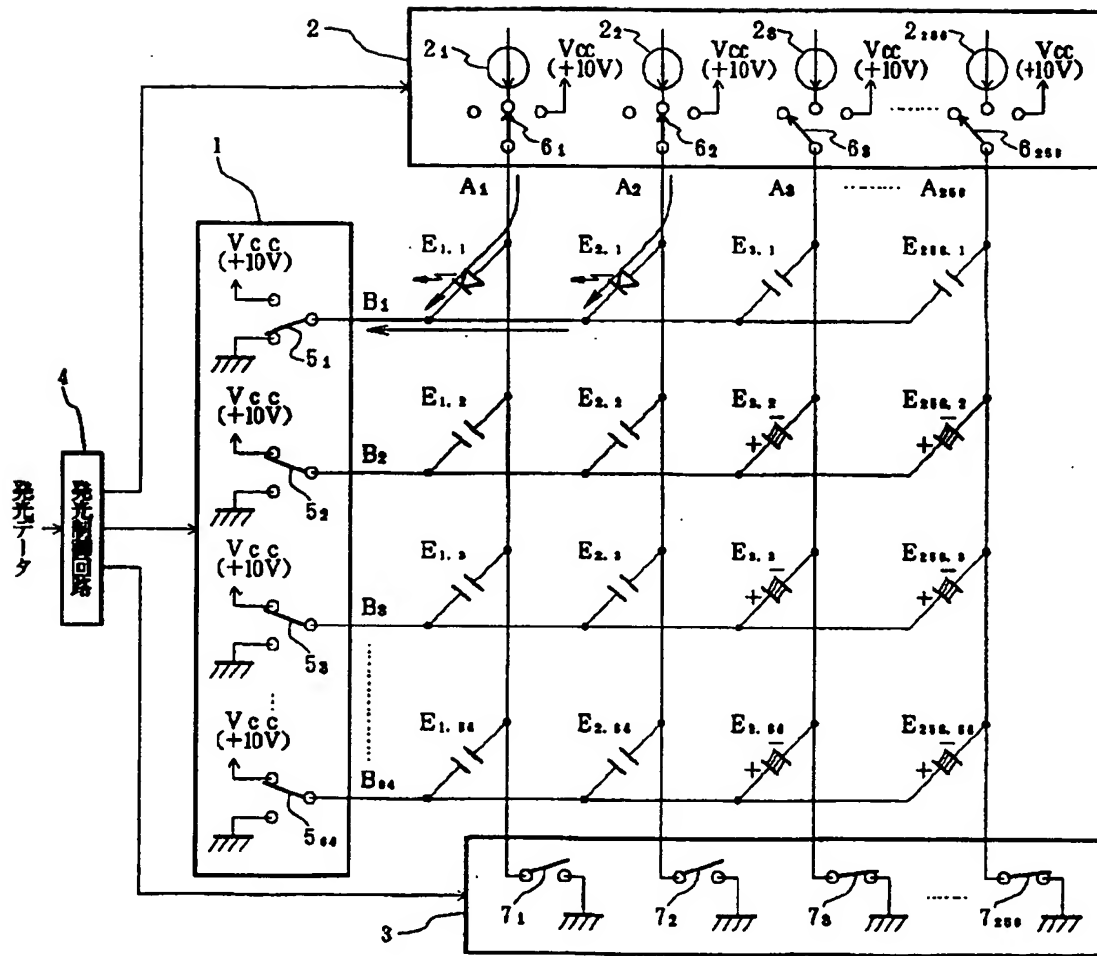 2
2₁
Vcc
(+10V)
2₂
Vcc
(+10V)
2₃
Vcc
(+10V)
2₂₅₆
Vcc
(+10V)
6₁
6₂
6₃
6₂₅₆
A₁
A₂
A₃
A₂₅₆
1
Vcc
(+10V)
5₁
B₁
E₁.₁
E₂.₁
E₃.₁
E₂₅₆.₁
4
発光データ
発光制御回路
Vcc
(+10V)
5₂
B₂
E₁.₂
E₂.₂
E₃.₂
E₂₅₆.₂
+ −
+ −
Vcc
(+10V)
5₃
B₃
E₁.₃
E₂.₃
E₃.₃
E₂₅₆.₃
+ −
+ −
Vcc
(+10V)
5₆₄
B₆₄
E₁.₆₄
E₂.₆₄
E₃.₆₄
E₂₅₆.₆₄
+ −
+ −
3
7₁
7₂
7₃
7₂₅₆